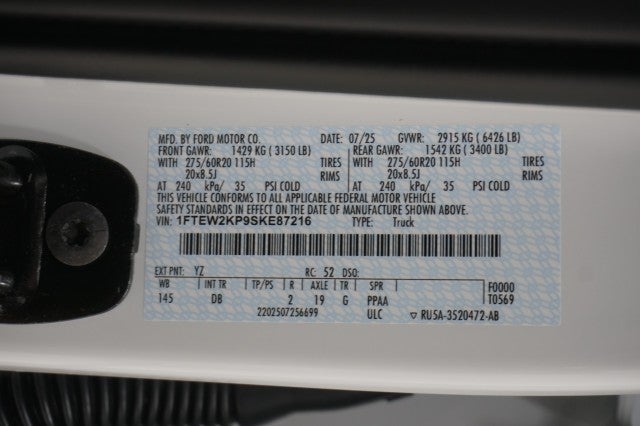 MFD. BY FORD MOTOR CO. 07/25 GVWR: 2915 KG ( 6426 LB)
FRONT GAWR: 1429 KG ( 3150 LB) REAR GAWR: 1542 KG ( 3400 LB)
WITH 275/60R20 115H TIRES WITH 275/60R20 115H TIRES
20x8.5J RIMS 20x8.5J RIMS
AT 240 kPa/ 35 PSI COLD AT 240 kPa/ 35 PSI COLD
THIS VEHICLE CONFORMS TO ALL APPLICABLE FEDERAL MOTOR VEHICLE
SAFETY STANDARDS IN EFFECT ON THE DATE OF MANUFACTURE SHOWN ABOVE.
VIN: 1FTEW2KP9SKE87216 TYPE: Truck
EXT PNT: YZ RC: 52 DSO:
WB INT TR TP/PS R AXLE TR SPR F0000
145 DB 2 19 G PPAA T0569
2202507256699 ULC ▽ RU5A-3520472-AB